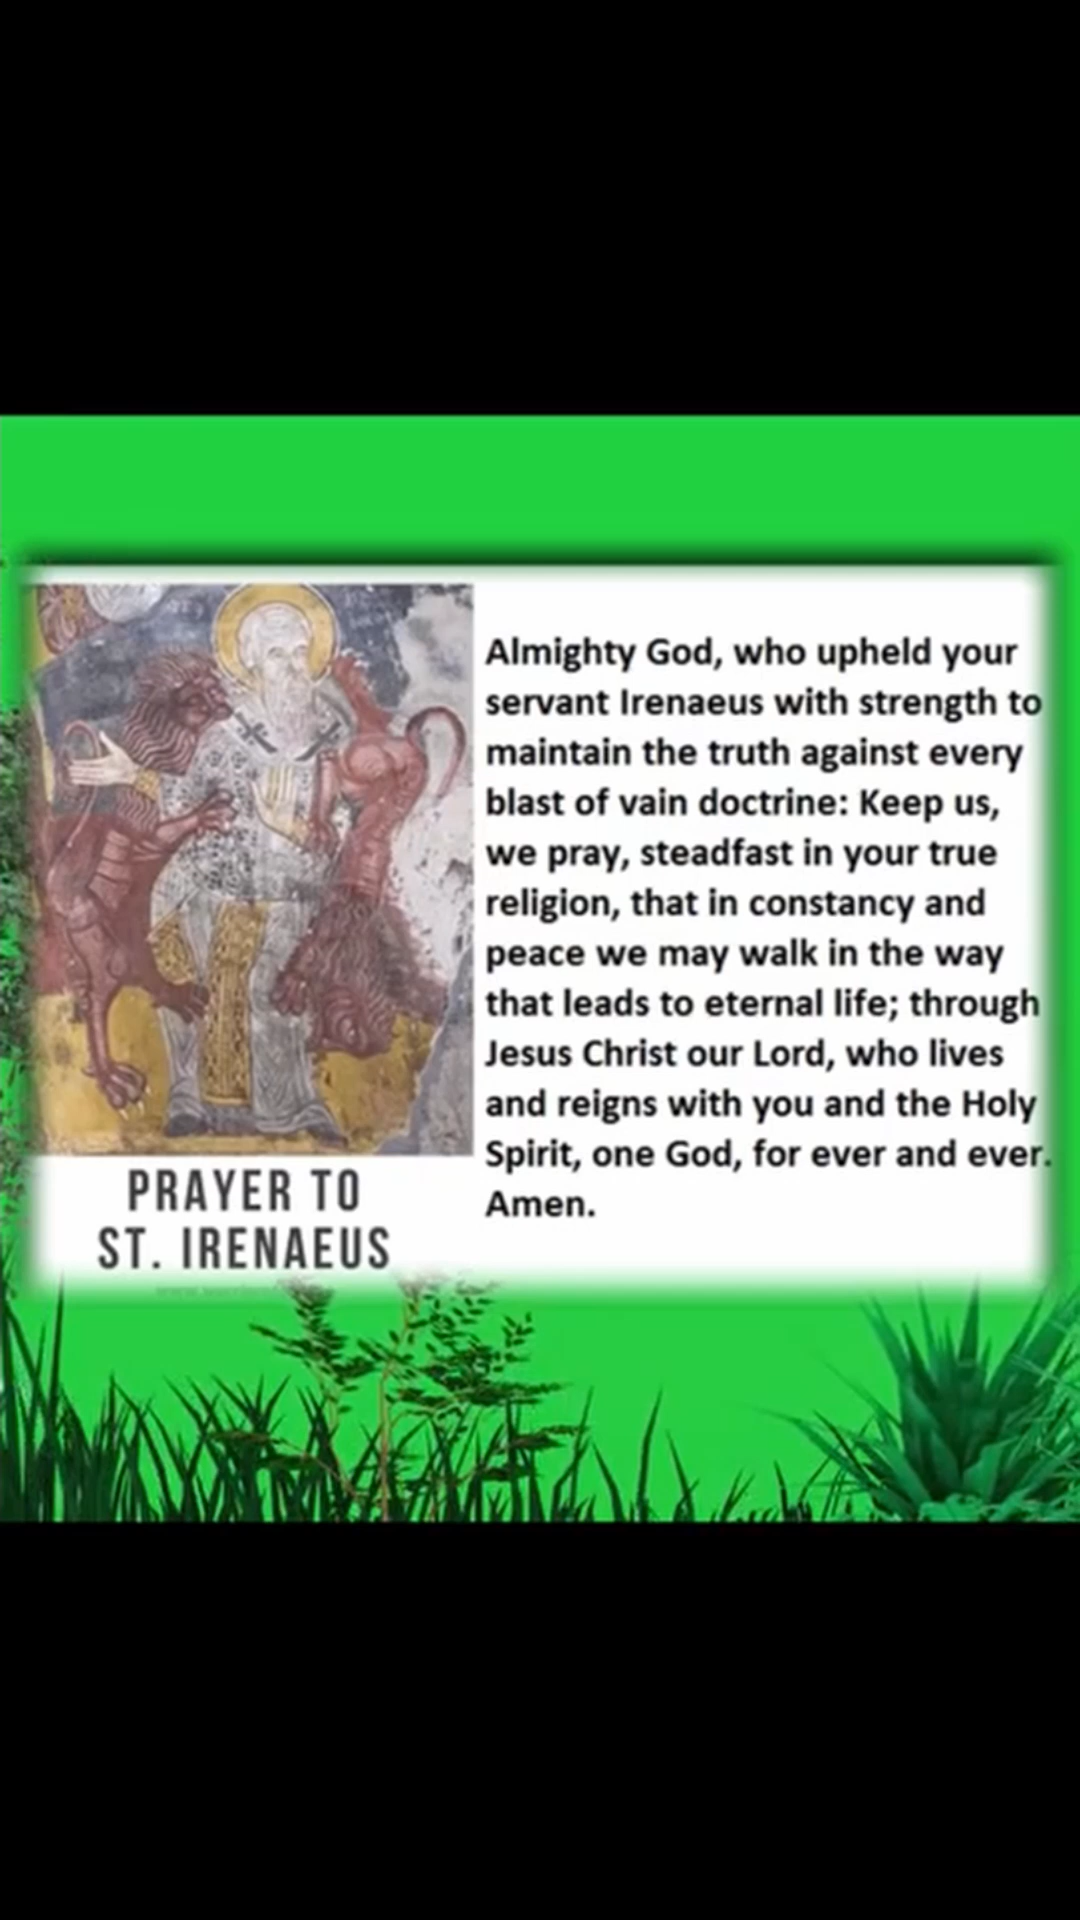 Almighty God, who upheld your
servant Irenaeus with strength to
maintain the truth against every
blast of vain doctrine: Keep us,
we pray, steadfast in your true
religion, that in constancy and
peace we may walk in the way
that leads to eternal life; through
Jesus Christ our Lord, who lives
and reigns with you and the Holy
Spirit, one God, for ever and ever.
Amen.
PRAYER TO
ST. IRENAEUS